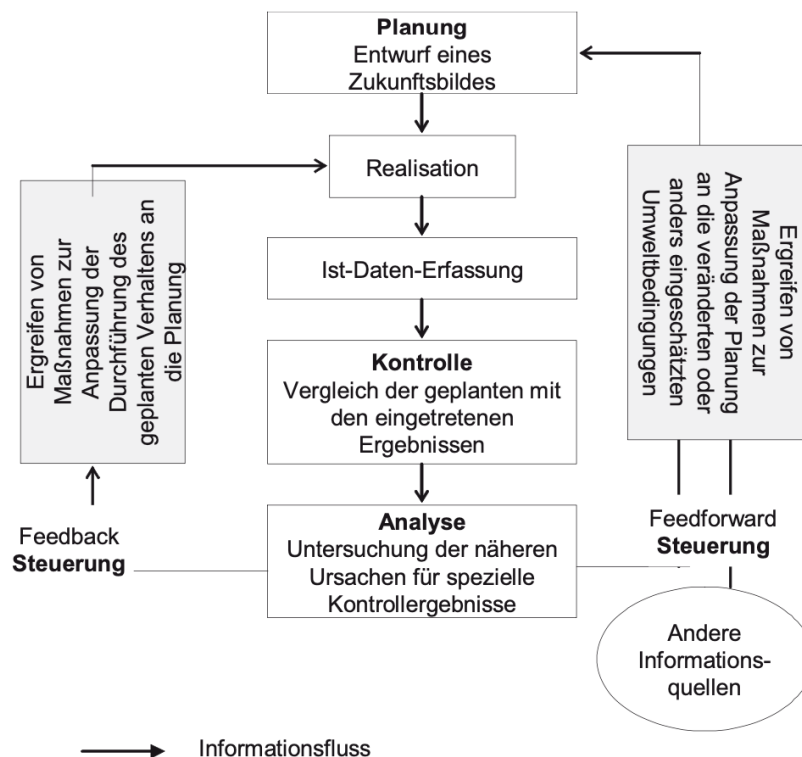 Planung
Entwurf eines
Zukunftsbildes
Realisation
Ist-Daten-Erfassung
Kontrolle
Vergleich der geplanten mit
den eingetretenen
Ergebnissen
Analyse
Untersuchung der näheren
Ursachen für spezielle
Kontrollergebnisse
Ergreifen von
Maßnahmen zur
Anpassung der
Durchführung des
geplanten Verhaltens an
die Planung
Feedback
Steuerung
Ergreifen von
Maßnahmen zur
Anpassung der Planung
an die veränderten oder
anders eingeschätzten
Umweltbedingungen
Feedforward
Steuerung
Andere
Informations-
quellen
Informationsfluss